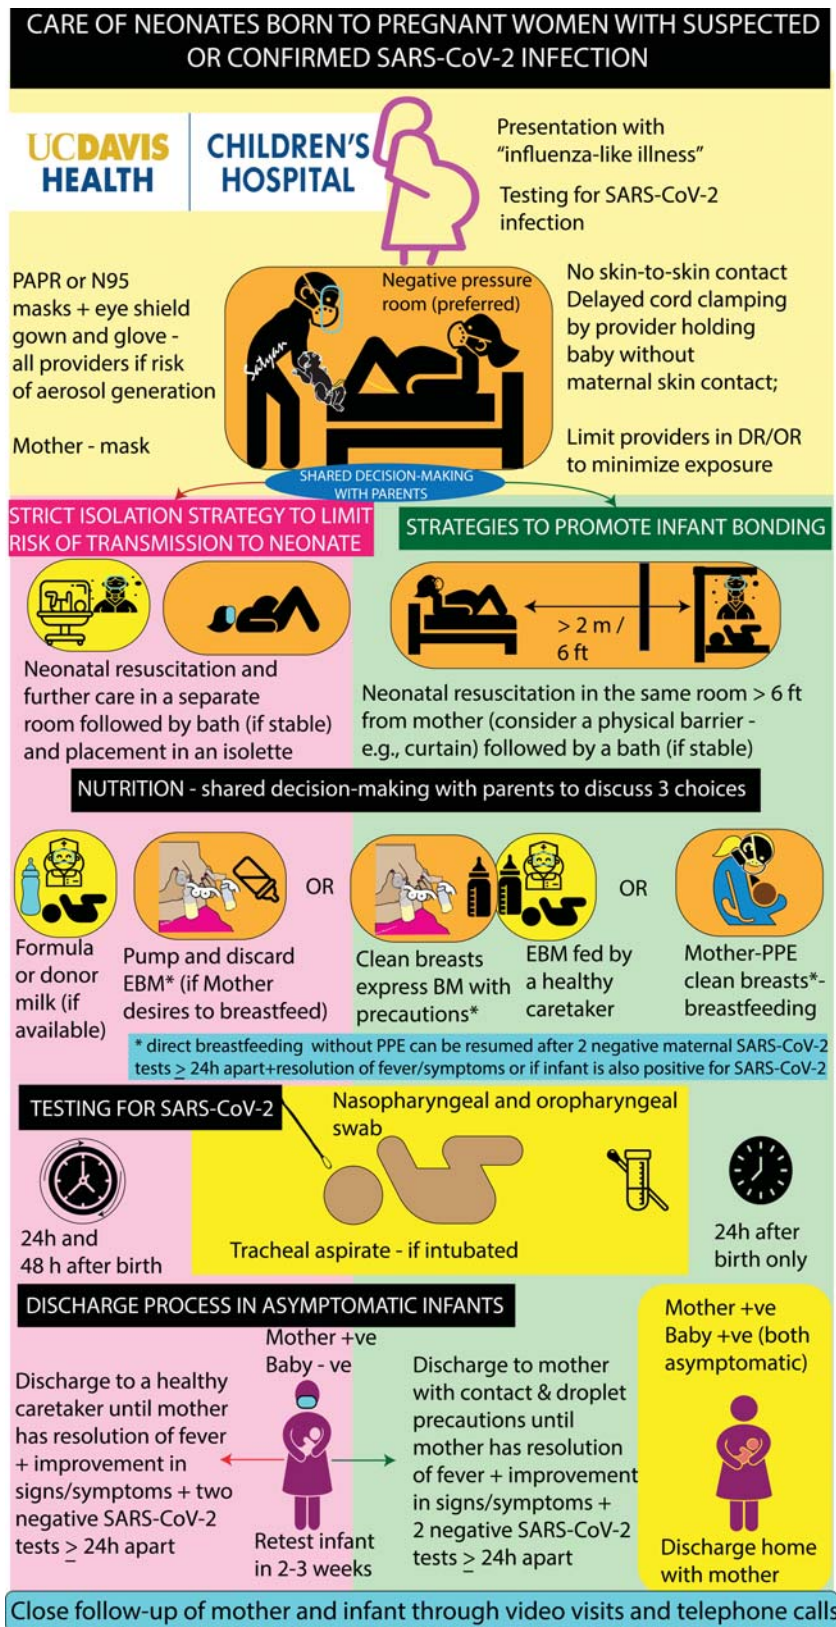 CARE OF NEONATES BORN TO PREGNANT WOMEN WITH SUSPECTED
OR CONFIRMED SARS-CoV-2 INFECTION
UCDAVIS
HEALTH
CHILDREN'S
HOSPITAL
Presentation with
“influenza-like illness”
Testing for SARS-CoV-2
infection
PAPR or N95
masks + eye shield
gown and glove -
all providers if risk
of aerosol generation
Mother - mask
Negative pressure
room (preferred)
Satyan
No skin-to-skin contact
Delayed cord clamping
by provider holding
baby without
maternal skin contact;
Limit providers in DR/OR
to minimize exposure
SHARED DECISION-MAKING
WITH PARENTS
STRICT ISOLATION STRATEGY TO LIMIT
RISK OF TRANSMISSION TO NEONATE
STRATEGIES TO PROMOTE INFANT BONDING
> 2 m /
6 ft
Neonatal resuscitation and
further care in a separate
room followed by bath (if stable)
and placement in an isolette
Neonatal resuscitation in the same room > 6 ft
from mother (consider a physical barrier -
e.g., curtain) followed by a bath (if stable)
NUTRITION - shared decision-making with parents to discuss 3 choices
OR
OR
Formula
or donor
milk (if
available)
Pump and discard
EBM* (if Mother
desires to breastfeed)
Clean breasts
express BM with
precautions*
EBM fed by
a healthy
caretaker
Mother-PPE
clean breasts*-
breastfeeding
* direct breastfeeding without PPE can be resumed after 2 negative maternal SARS-CoV-2
tests ≥ 24h apart+resolution of fever/symptoms or if infant is also positive for SARS-CoV-2
TESTING FOR SARS-CoV-2
Nasopharyngeal and oropharyngeal
swab
24h and
48 h after birth
Tracheal aspirate - if intubated
24h after
birth only
DISCHARGE PROCESS IN ASYMPTOMATIC INFANTS
Mother +ve
Baby - ve
Discharge to a healthy
caretaker until mother
has resolution of fever
+ improvement in
signs/symptoms + two
negative SARS-CoV-2
tests ≥ 24h apart
Retest infant
in 2-3 weeks
Discharge to mother
with contact & droplet
precautions until
mother has resolution
of fever + improvement
in signs/symptoms +
2 negative SARS-CoV-2
tests ≥ 24h apart
Mother +ve
Baby +ve (both
asymptomatic)
Discharge home
with mother
Close follow-up of mother and infant through video visits and telephone calls